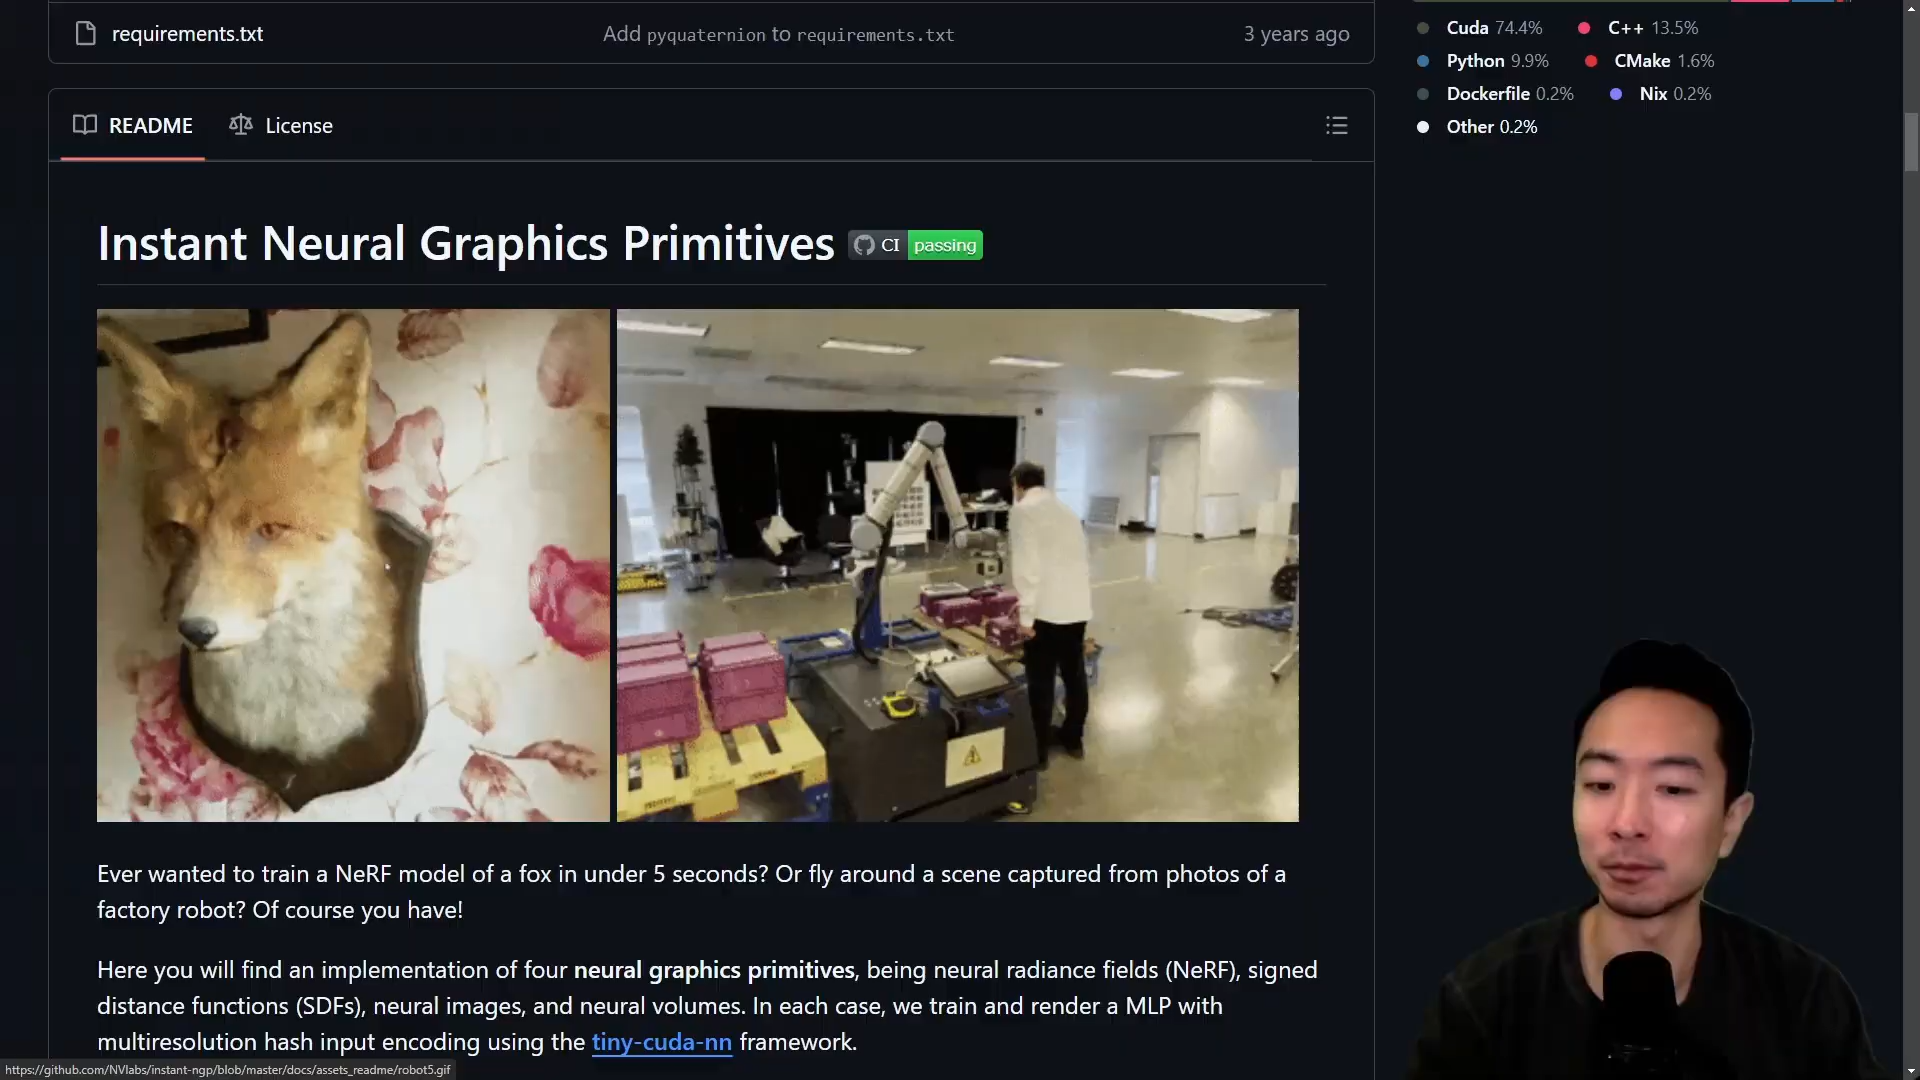 requirements.txt
Add pyquaternion to requirements.txt
3 years ago
Cuda 74.4%
C++ 13.5%
Python 9.9%
CMake 1.6%
Dockerfile 0.2%
Nix 0.2%
Other 0.2%
README
License
Instant Neural Graphics Primitives
CI passing
Ever wanted to train a NeRF model of a fox in under 5 seconds? Or fly around a scene captured from photos of a
factory robot? Of course you have!
Here you will find an implementation of four neural graphics primitives, being neural radiance fields (NeRF), signed
distance functions (SDFs), neural images, and neural volumes. In each case, we train and render a MLP with
multiresolution hash input encoding using the tiny-cuda-nn framework.
https://github.com/NVlabs/instant-ngp/blob/master/docs/assets_readme/robot5.gif